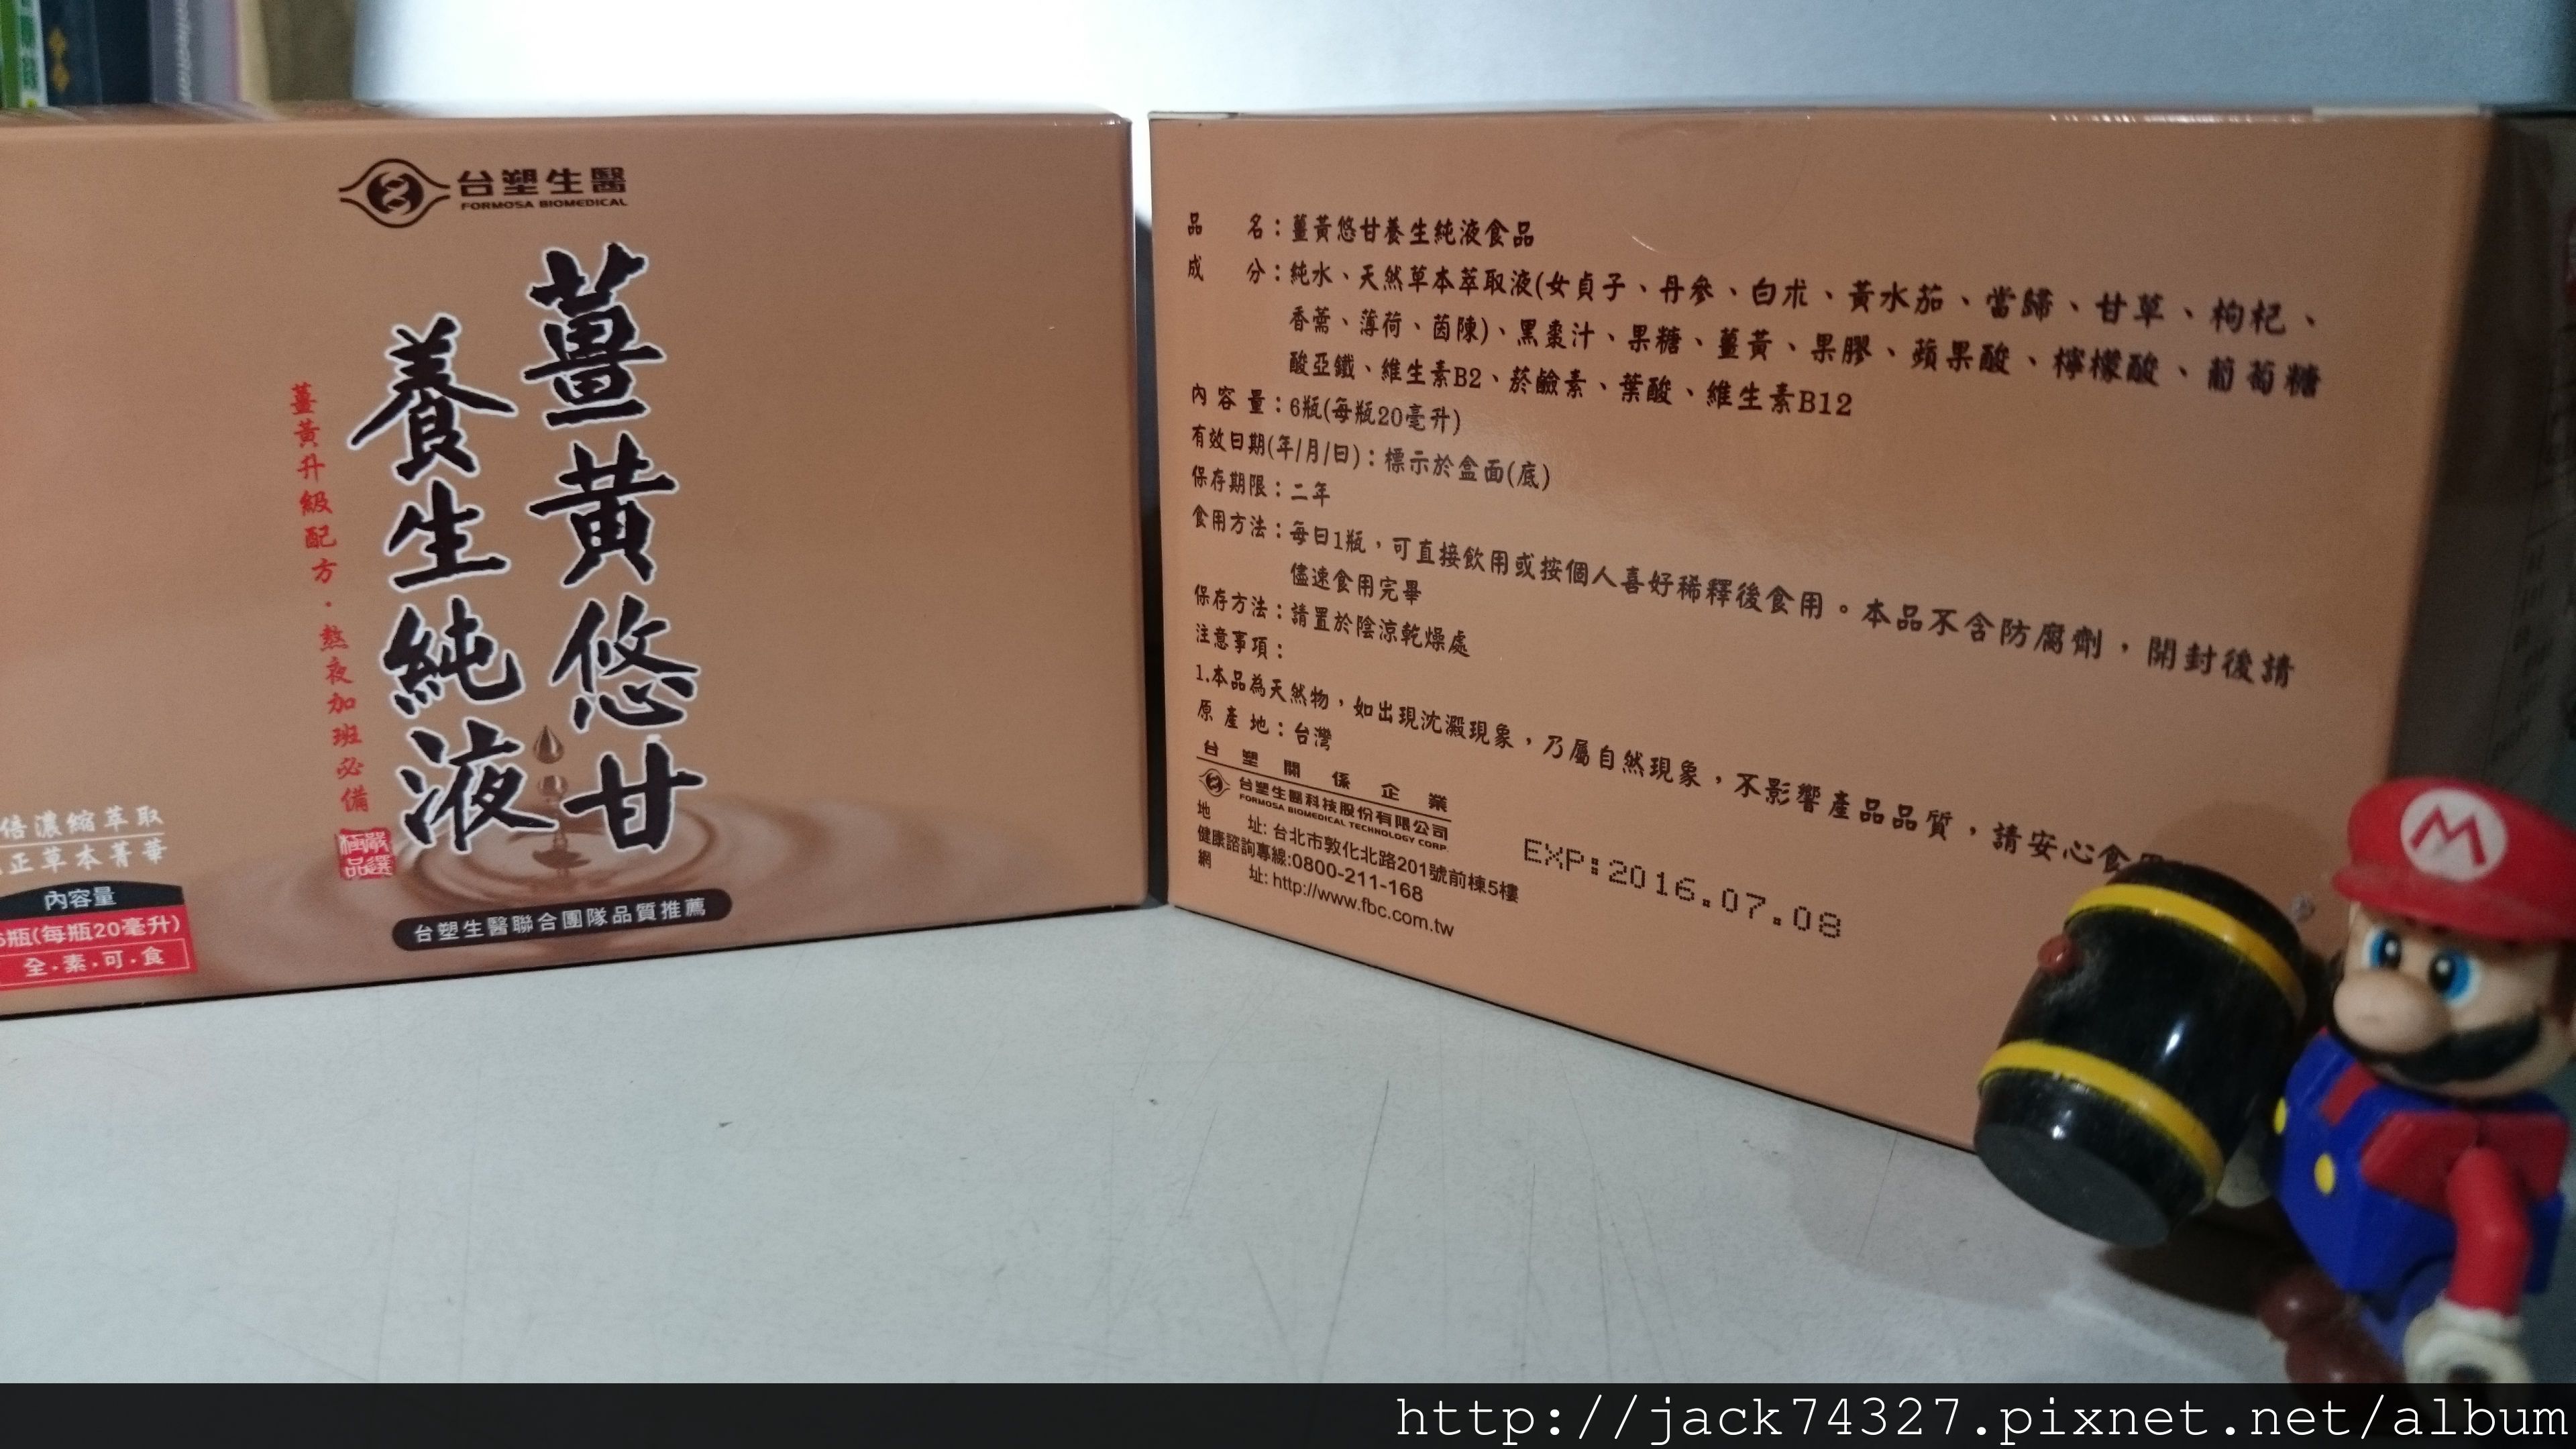 台塑生醫
FORMOSA BIOMEDICAL
薑黃悠甘
養生純液
薑黃升級配方·熬夜加班必備
嚴選
極品
倍濃縮萃取
正草本菁華
內容量
6瓶(每瓶20毫升)
全·素·可·食
台塑生醫聯合團隊品質推薦
品名：薑黃悠甘養生純液食品
成分：純水、天然草本萃取液(女貞子、丹參、白朮、黃水茄、當歸、甘草、枸杞、
香薷、薄荷、茵陳)、黑棗汁、果糖、薑黃、果膠、蘋果酸、檸檬酸、葡萄糖
酸亞鐵、維生素B2、菸鹼素、葉酸、維生素B12
內容量：6瓶(每瓶20毫升)
有效日期(年/月/日)：標示於盒面(底)
保存期限：二年
食用方法：每日1瓶，可直接飲用或按個人喜好稀釋後食用。本品不含防腐劑，開封後請
儘速食用完畢
保存方法：請置於陰涼乾燥處
注意事項：
1.本品為天然物，如出現沈澱現象，乃屬自然現象，不影響產品品質，請安心食用
原產地：台灣
台塑關係企業
台塑生醫科技股份有限公司
FORMOSA BIOMEDICAL TECHNOLOGY CORP.
地址: 台北市敦化北路201號前棟5樓
健康諮詢專線:0800-211-168
網址: http://www.fbc.com.tw
EXP:2016.07.08
M
http://jack74327.pixnet.net/album